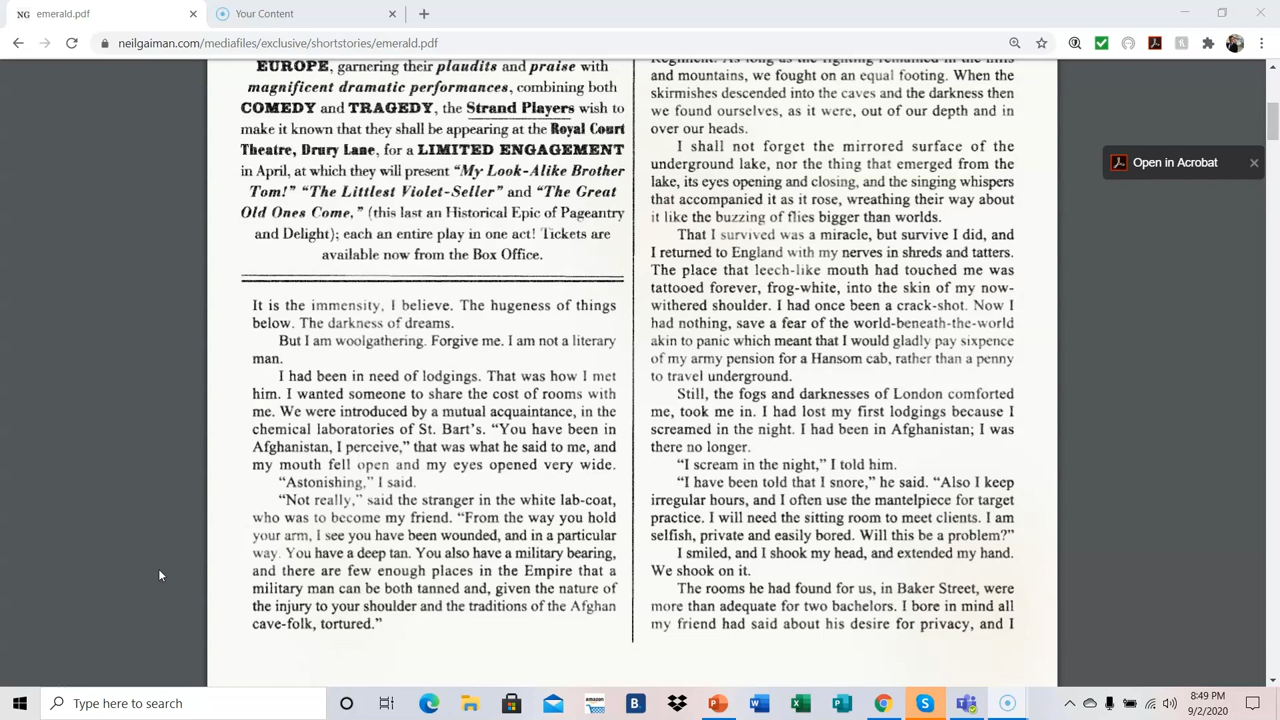 NG emerald.pdf
Your Content
neilgaiman.com/mediafiles/exclusive/shortstories/emerald.pdf
EUROPE, garnering their plaudits and praise with
magnificent dramatic performances, combining both
COMEDY and TRAGEDY, the Strand Players wish to
make it known that they shall be appearing at the Royal Court
Theatre, Drury Lane, for a LIMITED ENGAGEMENT
in April, at which they will present “My Look-Alike Brother
Tom!” “The Littlest Violet-Seller” and “The Great
Old Ones Come,” (this last an Historical Epic of Pageantry
and Delight); each an entire play in one act! Tickets are
available now from the Box Office.
It is the immensity, I believe. The hugeness of things
below. The darkness of dreams.
But I am woolgathering. Forgive me. I am not a literary
man.
I had been in need of lodgings. That was how I met
him. I wanted someone to share the cost of rooms with
me. We were introduced by a mutual acquaintance, in the
chemical laboratories of St. Bart’s. “You have been in
Afghanistan, I perceive,” that was what he said to me, and
my mouth fell open and my eyes opened very wide.
“Astonishing,” I said.
“Not really,” said the stranger in the white lab-coat,
who was to become my friend. “From the way you hold
your arm, I see you have been wounded, and in a particular
way. You have a deep tan. You also have a military bearing,
and there are few enough places in the Empire that a
military man can be both tanned and, given the nature of
the injury to your shoulder and the traditions of the Afghan
cave-folk, tortured.”
Regiment. As long as the fighting remained in the hills
and mountains, we fought on an equal footing. When the
skirmishes descended into the caves and the darkness then
we found ourselves, as it were, out of our depth and in
over our heads.
I shall not forget the mirrored surface of the
underground lake, nor the thing that emerged from the
lake, its eyes opening and closing, and the singing whispers
that accompanied it as it rose, wreathing their way about
it like the buzzing of flies bigger than worlds.
That I survived was a miracle, but survive I did, and
I returned to England with my nerves in shreds and tatters.
The place that leech-like mouth had touched me was
tattooed forever, frog-white, into the skin of my now-
withered shoulder. I had once been a crack-shot. Now I
had nothing, save a fear of the world-beneath-the-world
akin to panic which meant that I would gladly pay sixpence
of my army pension for a Hansom cab, rather than a penny
to travel underground.
Still, the fogs and darknesses of London comforted
me, took me in. I had lost my first lodgings because I
screamed in the night. I had been in Afghanistan; I was
there no longer.
“I scream in the night,” I told him.
“I have been told that I snore,” he said. “Also I keep
irregular hours, and I often use the mantelpiece for target
practice. I will need the sitting room to meet clients. I am
selfish, private and easily bored. Will this be a problem?”
I smiled, and I shook my head, and extended my hand.
We shook on it.
The rooms he had found for us, in Baker Street, were
more than adequate for two bachelors. I bore in mind all
my friend had said about his desire for privacy, and I
Open in Acrobat
Type here to search
amazon
B.
8:49 PM
9/2/2020